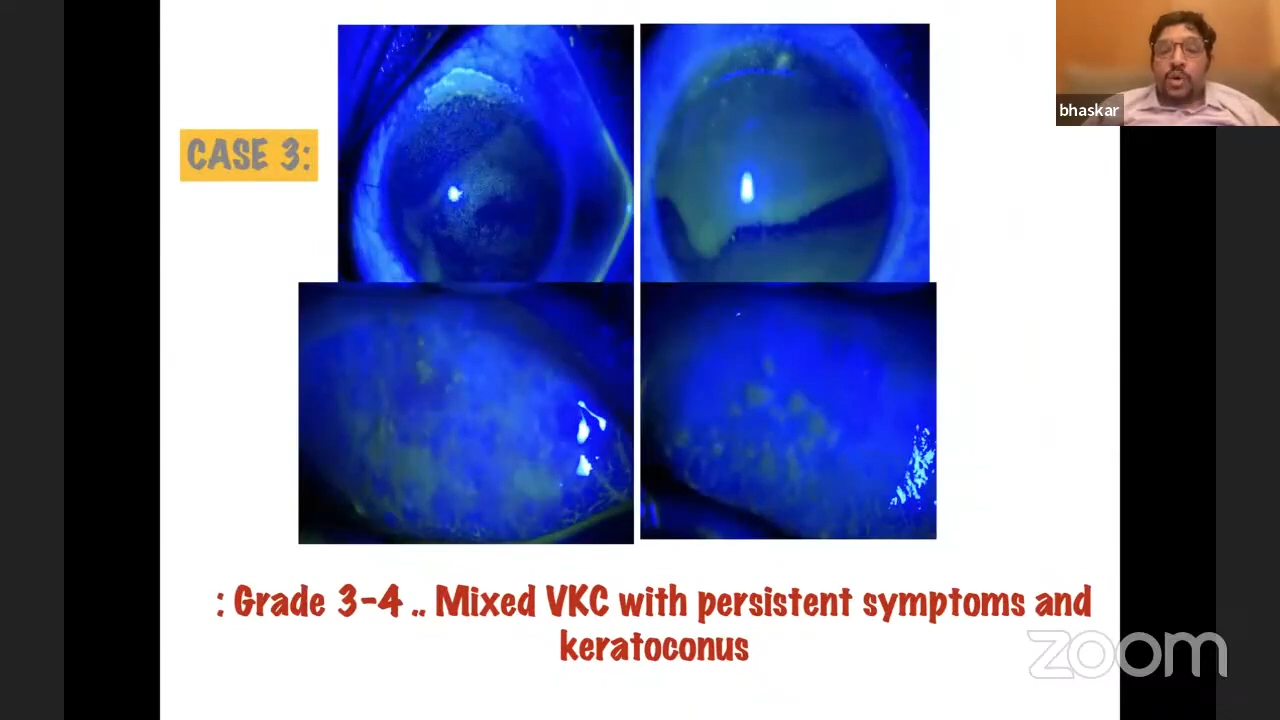 bhaskar
CASE 3:
: Grade 3-4 .. Mixed VKC with persistent symptoms and
keratoconus
zoom